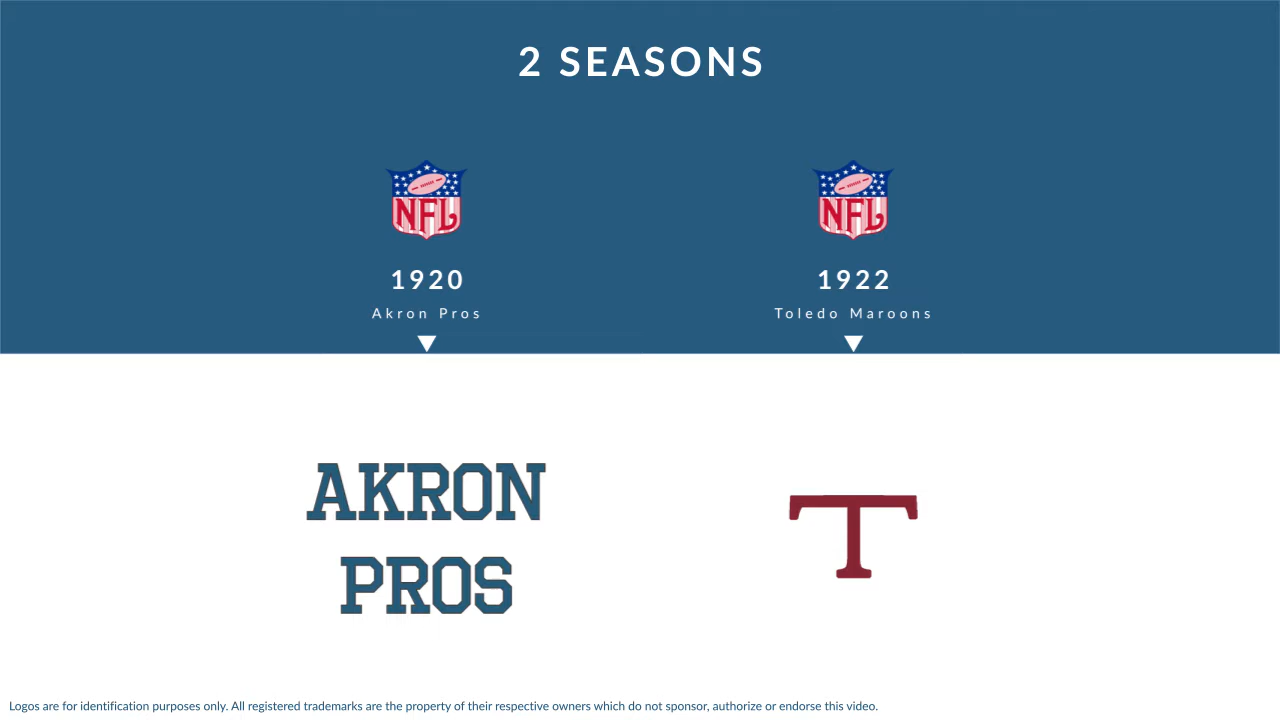 2 SEASONS
NFL NFL
1920 1922
Akron Pros Toledo Maroons
AKRON
PROS
T
Logos are for identification purposes only. All registered trademarks are the property of their respective owners which do not sponsor, authorize or endorse this video.